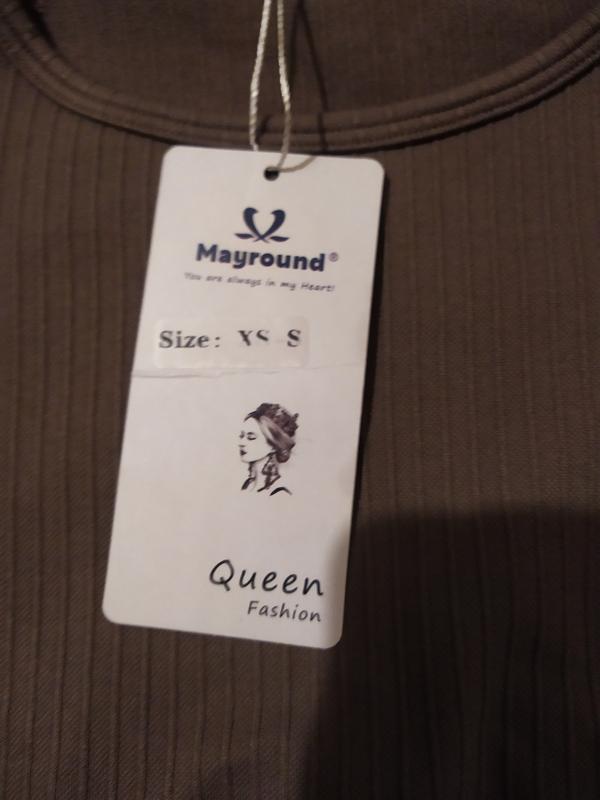 Mayround®
You are always in my Heart!
Size: XS-S
Queen
Fashion